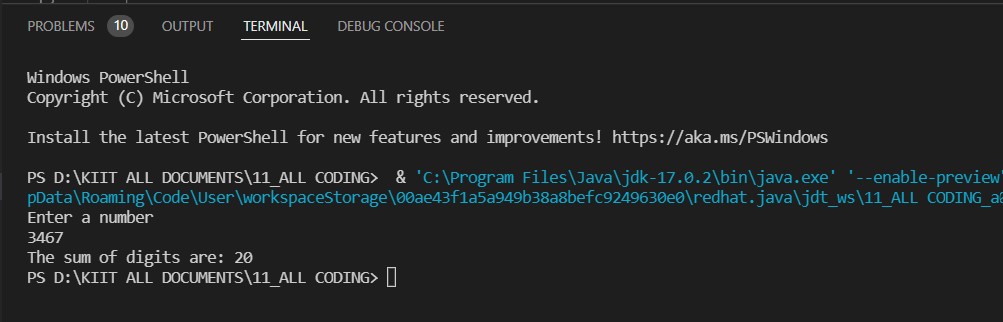 PROBLEMS 10 OUTPUT TERMINAL DEBUG CONSOLE
Windows PowerShell
Copyright (C) Microsoft Corporation. All rights reserved.
Install the latest PowerShell for new features and improvements! https://aka.ms/PSWindows
PS D:\KIIT ALL DOCUMENTS\11_ALL CODING>  & 'C:\Program Files\Java\jdk-17.0.2\bin\java.exe' '--enable-preview'
pData\Roaming\Code\User\workspaceStorage\00ae43f1a5a949b38a8befc9249630e0\redhat.java\jdt_ws\11_ALL CODING_a
Enter a number
3467
The sum of digits are: 20
PS D:\KIIT ALL DOCUMENTS\11_ALL CODING>